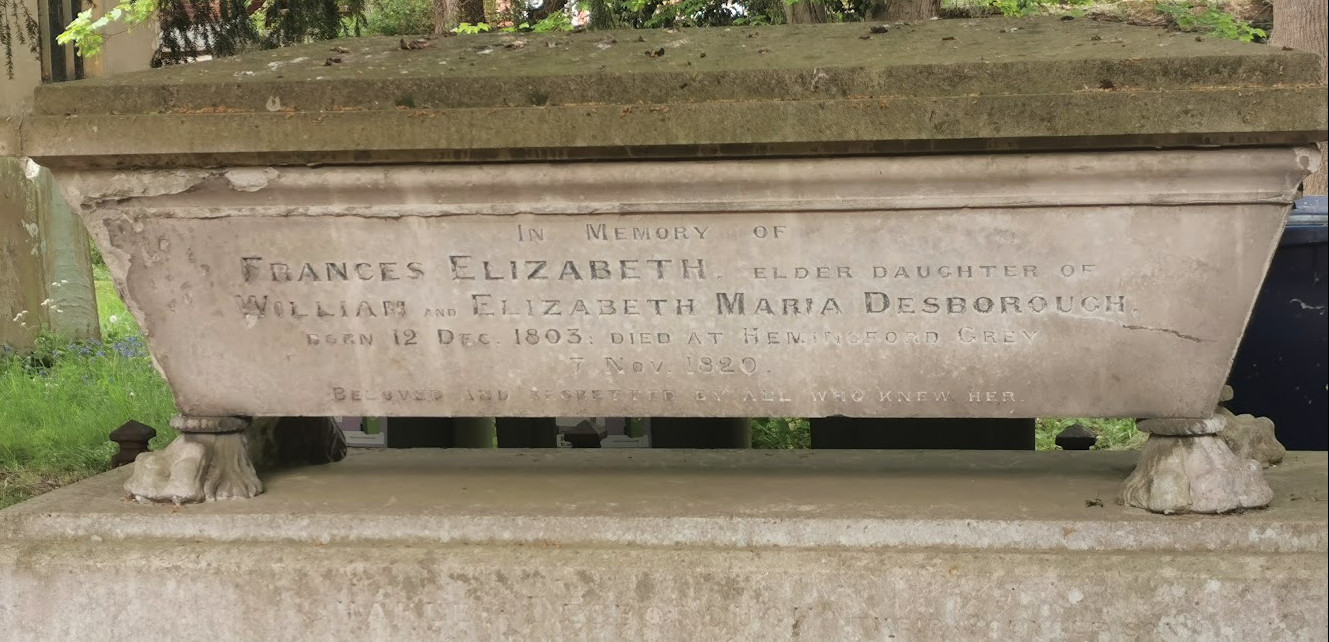 IN MEMORY OF
FRANCES ELIZABETH. ELDER DAUGHTER OF
WILLIAM AND ELIZABETH MARIA DESBOROUGH.
BORN 12 DEC. 1803: DIED AT HEMINGFORD GREY
7 NOV. 1820.
BELOVED AND REGRETTED BY ALL WHO KNEW HER.